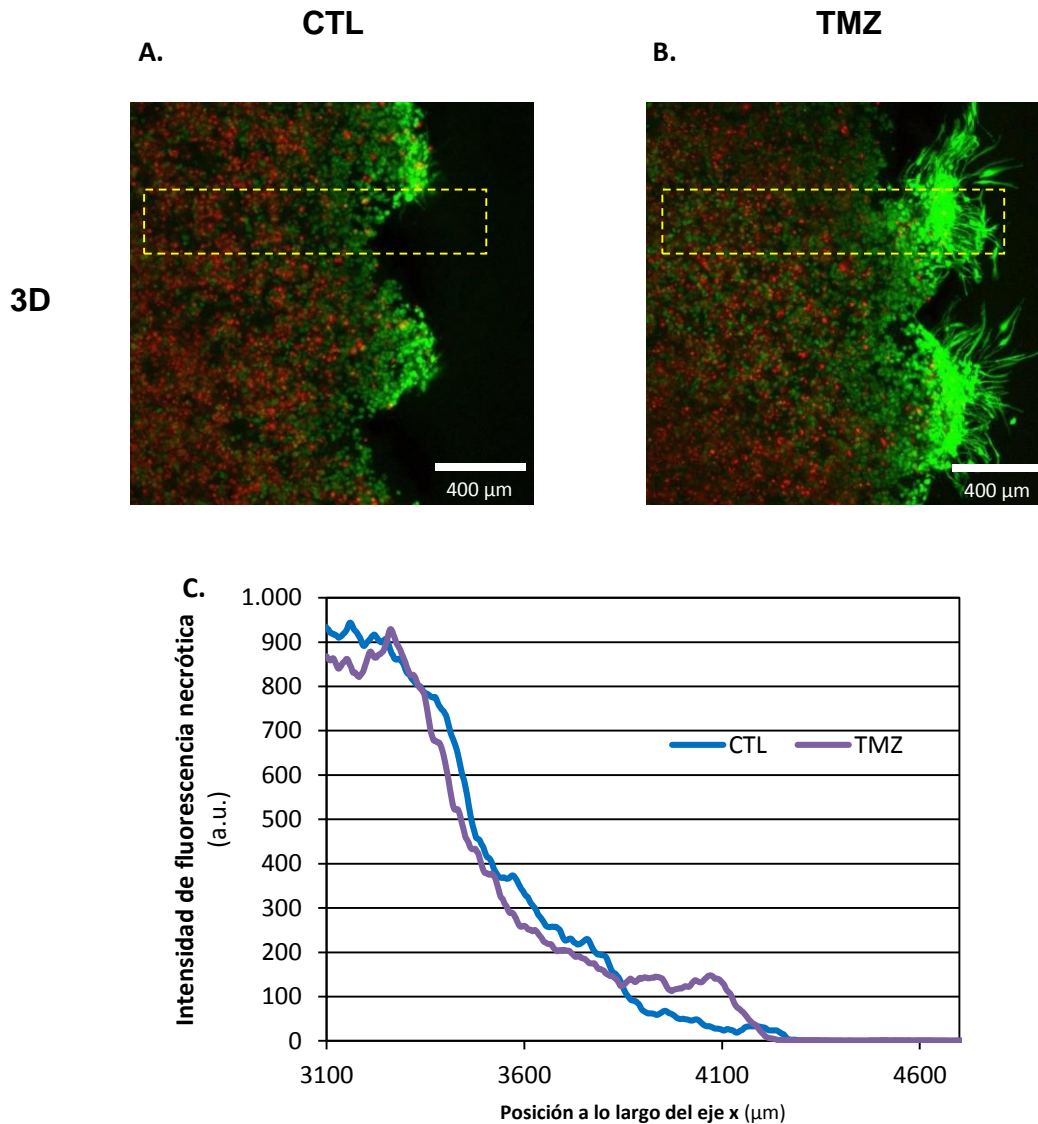 CTL
TMZ
A.
B.
3D
400 µm
400 µm
C.
Intensidad de fluorescencia necrótica
(a.u.)
1.000
900
800
700
600
500
400
300
200
100
0
CTL
TMZ
3100
3600
4100
4600
Posición a lo largo del eje x (µm)